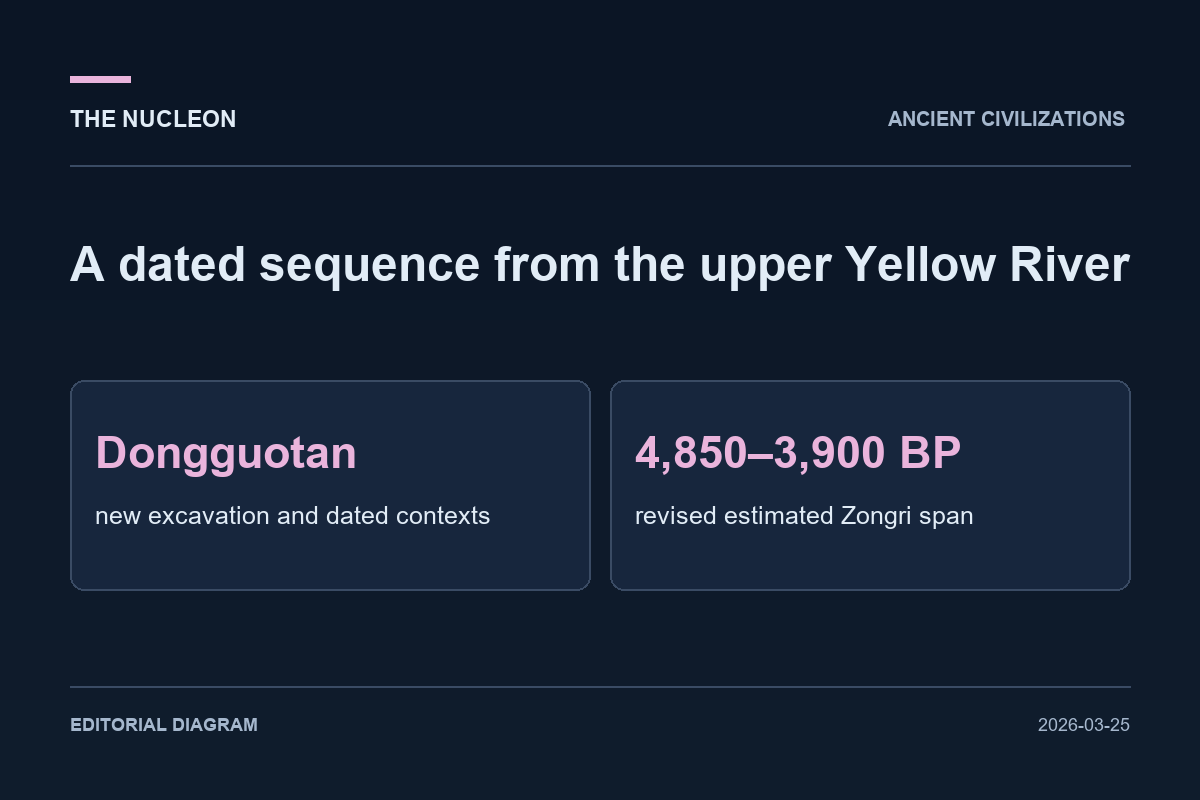 THE NUCLEON
ANCIENT CIVILIZATIONS
A dated sequence from the upper Yellow River
Dongguotan
new excavation and dated contexts
4,850–3,900 BP
revised estimated Zongri span
EDITORIAL DIAGRAM
2026-03-25